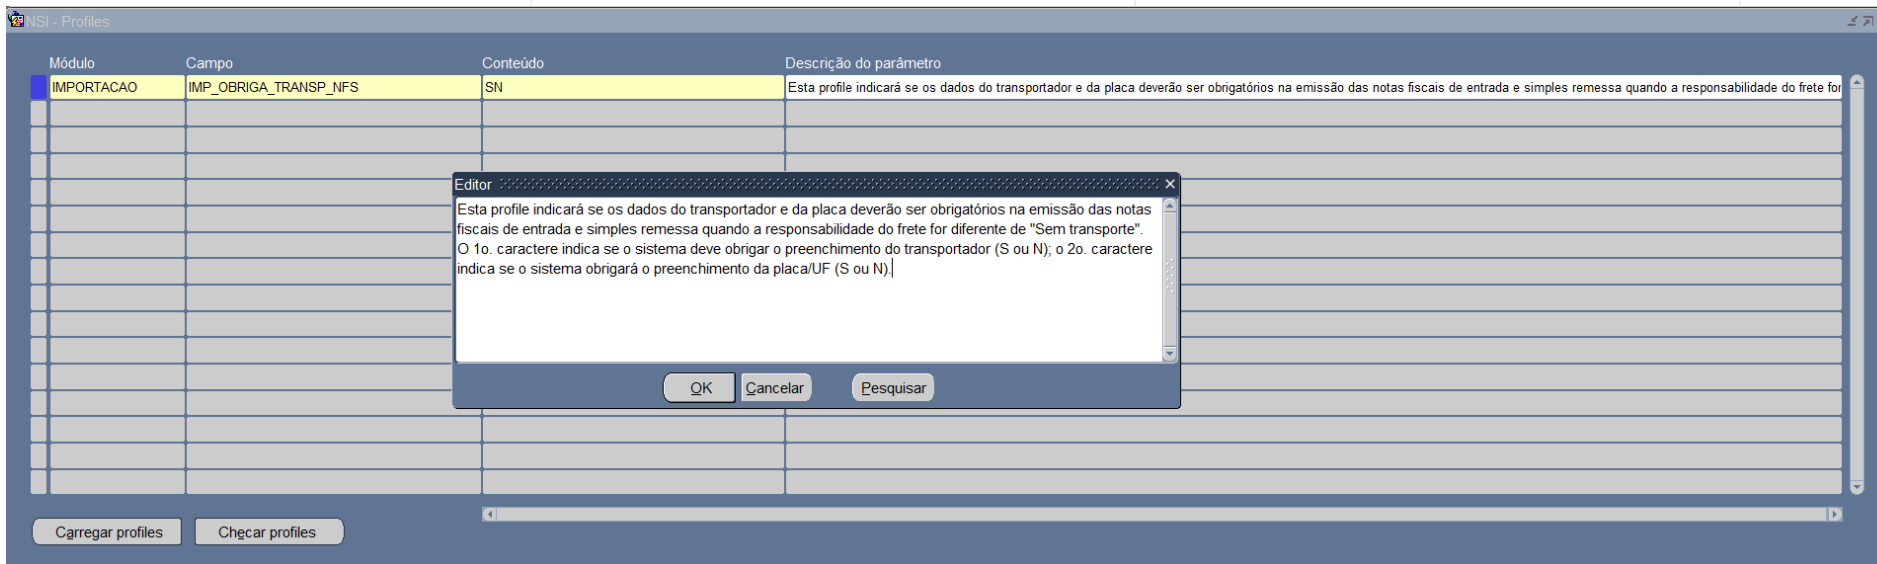 NSI - Profiles
Módulo Campo Conteúdo Descrição do parâmetro
IMPORTACAO IMP_OBRIGA_TRANSP_NFS SN Esta profile indicará se os dados do transportador e da placa deverão ser obrigatórios na emissão das notas fiscais de entrada e simples remessa quando a responsabilidade do frete for
Editor
Esta profile indicará se os dados do transportador e da placa deverão ser obrigatórios na emissão das notas
fiscais de entrada e simples remessa quando a responsabilidade do frete for diferente de "Sem transporte".
O 1o. caractere indica se o sistema deve obrigar o preenchimento do transportador (S ou N); o 2o. caractere
indica se o sistema obrigará o preenchimento da placa/UF (S ou N).
OK Cancelar Pesquisar
Carregar profiles Checar profiles